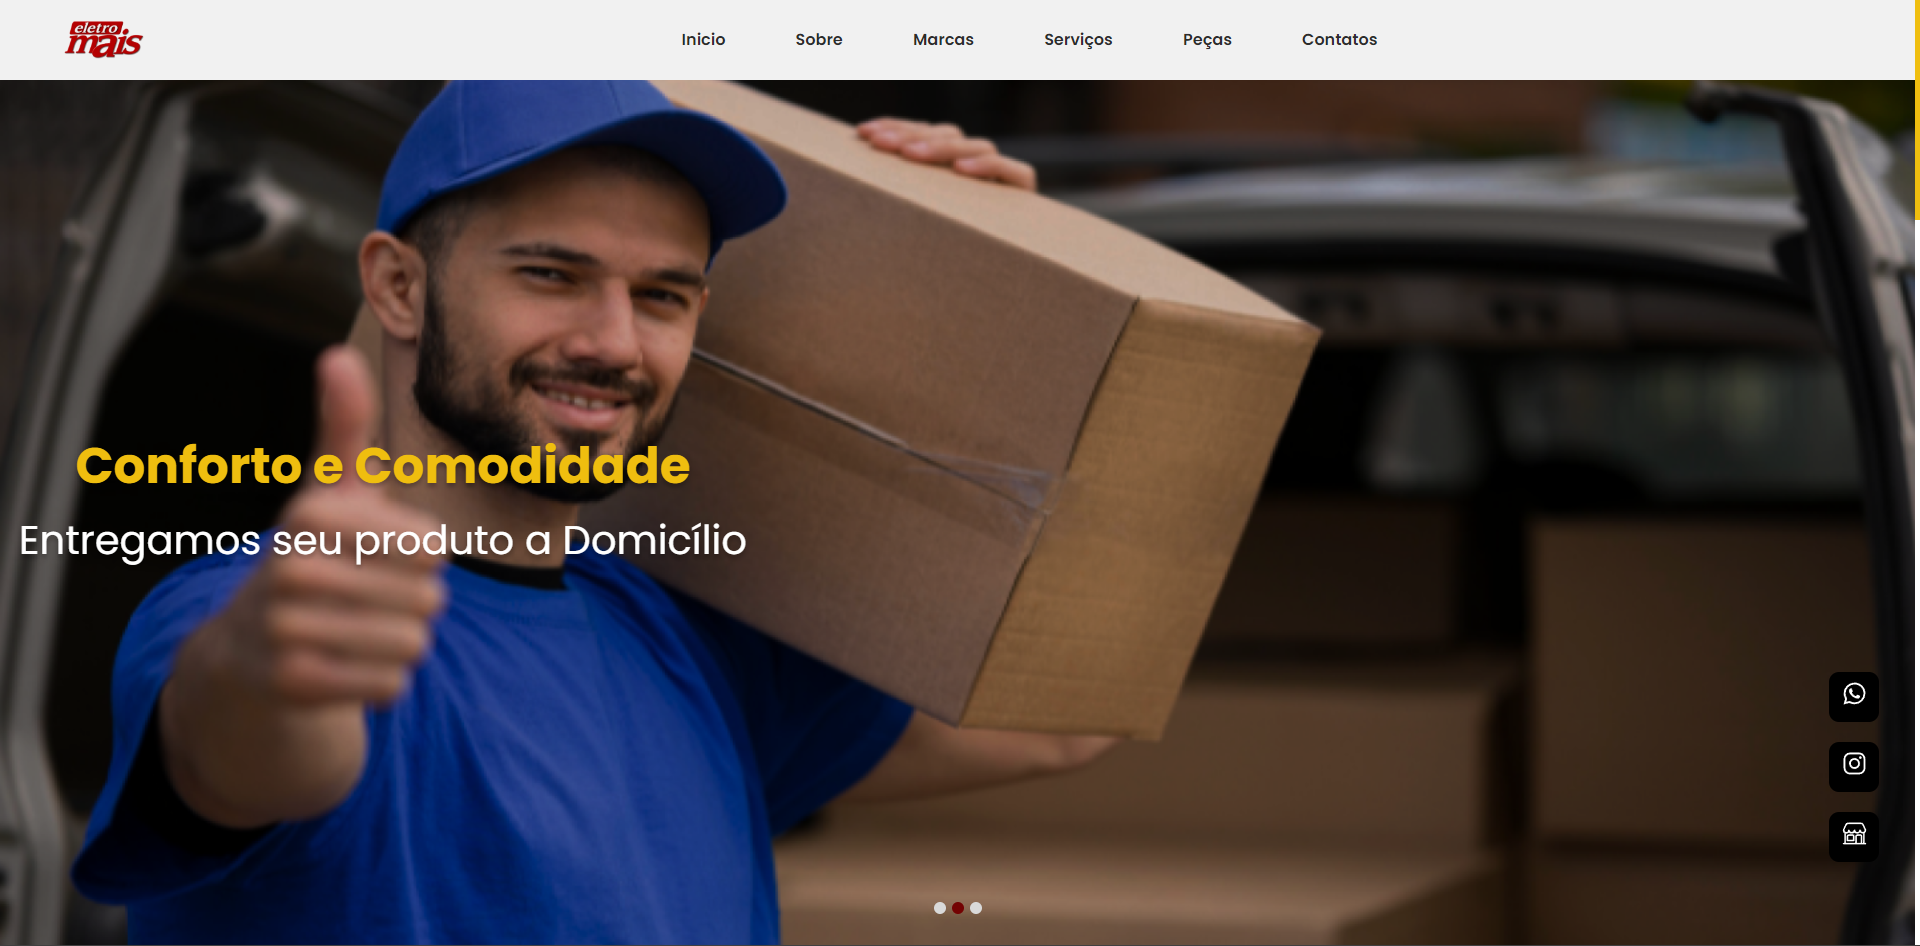 eletro
mais
Inicio
Sobre
Marcas
Serviços
Peças
Contatos
Conforto e Comodidade
Entregamos seu produto a Domicílio